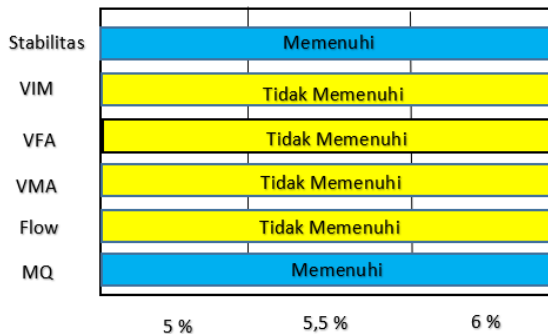 Stabilitas Memenuhi
VIM Tidak Memenuhi
VFA Tidak Memenuhi
VMA Tidak Memenuhi
Flow Tidak Memenuhi
MQ Memenuhi
5 % 5,5 % 6 %